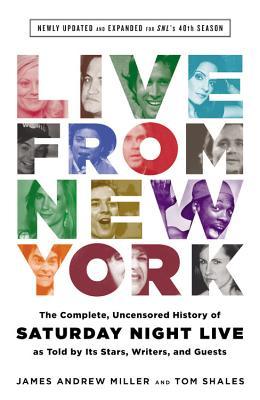 NEWLY UPDATED AND EXPANDED FOR SNL's 40TH SEASON
LIVE
FROM
NEW
YORK
The Complete, Uncensored History of
SATURDAY NIGHT LIVE
as Told by Its Stars, Writers, and Guests
JAMES ANDREW MILLER AND TOM SHALES